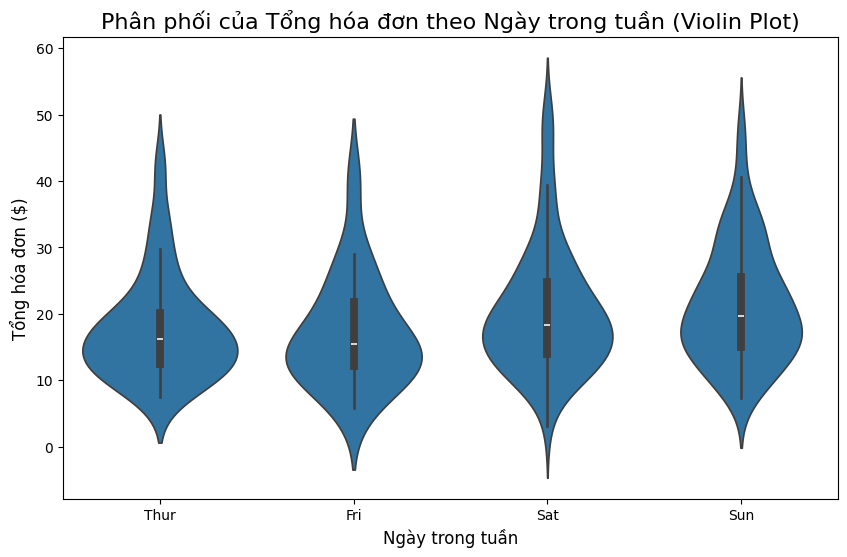 Phân phối của Tổng hóa đơn theo Ngày trong tuần (Violin Plot)
Tổng hóa đơn ($)
60
50
40
30
20
10
0
Thur Fri Sat Sun
Ngày trong tuần